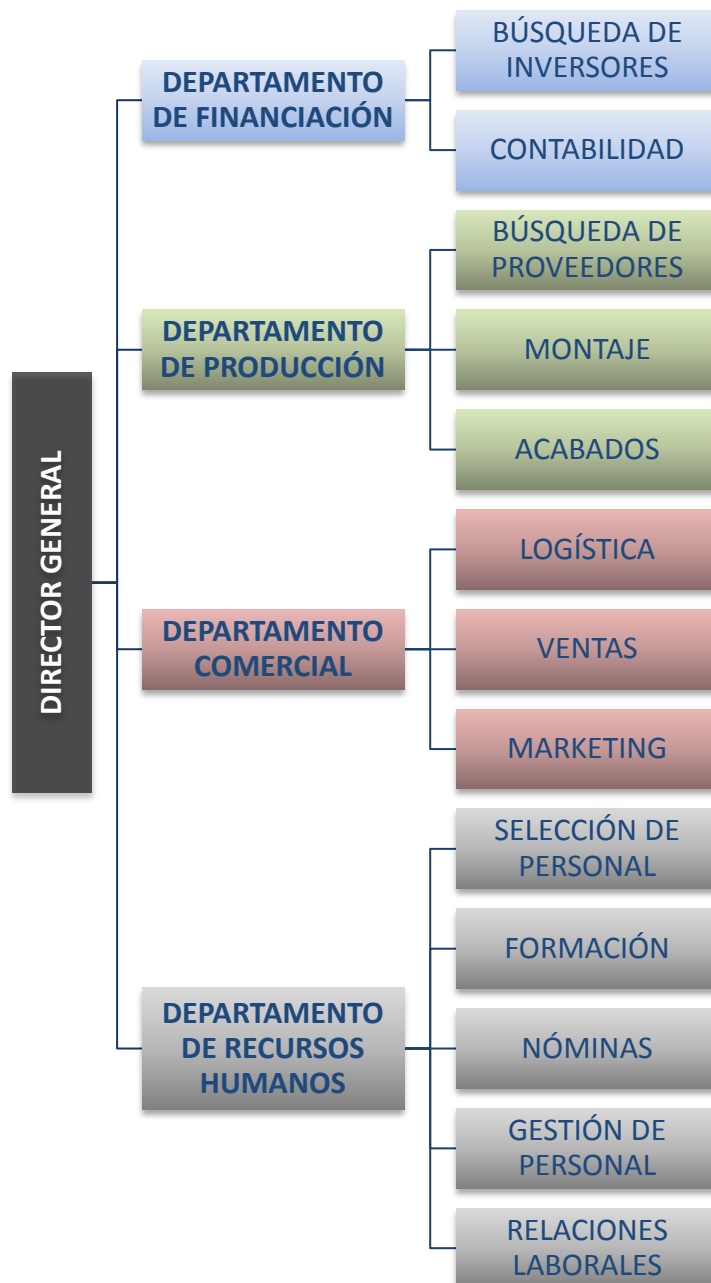 DIRECTOR GENERAL
DEPARTAMENTO
DE FINANCIACIÓN
BÚSQUEDA DE
INVERSORES
CONTABILIDAD
DEPARTAMENTO
DE PRODUCCIÓN
BÚSQUEDA DE
PROVEEDORES
MONTAJE
ACABADOS
DEPARTAMENTO
COMERCIAL
LOGÍSTICA
VENTAS
MARKETING
DEPARTAMENTO
DE RECURSOS
HUMANOS
SELECCIÓN DE
PERSONAL
FORMACIÓN
NÓMINAS
GESTIÓN DE
PERSONAL
RELACIONES
LABORALES